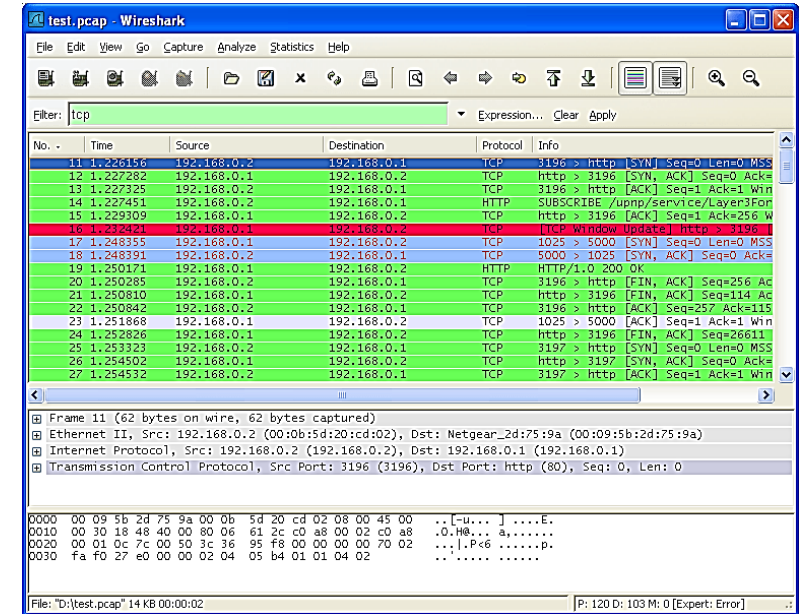 test.pcap - Wireshark
File Edit View Go Capture Analyze Statistics Help
Filter: tcp Expression... Clear Apply
No. - Time Source Destination Protocol Info
11 1.226156 192.168.0.2 192.168.0.1 TCP 3196 > http [SYN] Seq=0 Len=0 MSS
12 1.227282 192.168.0.1 192.168.0.2 TCP http > 3196 [SYN, ACK] Seq=0 Ack=
13 1.227325 192.168.0.2 192.168.0.1 TCP 3196 > http [ACK] Seq=1 Ack=1 Win
14 1.227451 192.168.0.2 192.168.0.1 HTTP SUBSCRIBE /upnp/service/Layer3For
15 1.229309 192.168.0.1 192.168.0.2 TCP http > 3196 [ACK] Seq=1 Ack=256 W
16 1.232421 192.168.0.1 192.168.0.2 TCP [TCP Window Update] http > 3196 [
17 1.248355 192.168.0.1 192.168.0.2 TCP 1025 > 5000 [SYN] Seq=0 Len=0 MSS
18 1.248391 192.168.0.2 192.168.0.1 TCP 5000 > 1025 [SYN, ACK] Seq=0 Ack=
19 1.250171 192.168.0.1 192.168.0.2 HTTP HTTP/1.0 200 OK
20 1.250285 192.168.0.2 192.168.0.1 TCP 3196 > http [FIN, ACK] Seq=256 Ac
21 1.250810 192.168.0.1 192.168.0.2 TCP http > 3196 [FIN, ACK] Seq=114 Ac
22 1.250842 192.168.0.2 192.168.0.1 TCP 3196 > http [ACK] Seq=257 Ack=115
23 1.251868 192.168.0.1 192.168.0.2 TCP 1025 > 5000 [ACK] Seq=1 Ack=1 Win
24 1.252826 192.168.0.1 192.168.0.2 TCP http > 3196 [FIN, ACK] Seq=26611
25 1.253323 192.168.0.2 192.168.0.1 TCP 3197 > http [SYN] Seq=0 Len=0 MSS
26 1.254502 192.168.0.1 192.168.0.2 TCP http > 3197 [SYN, ACK] Seq=0 Ack=
27 1.254532 192.168.0.2 192.168.0.1 TCP 3197 > http [ACK] Seq=1 Ack=1 Win
Frame 11 (62 bytes on wire, 62 bytes captured)
Ethernet II, Src: 192.168.0.2 (00:0b:5d:20:cd:02), Dst: Netgear_2d:75:9a (00:09:5b:2d:75:9a)
Internet Protocol, Src: 192.168.0.2 (192.168.0.2), Dst: 192.168.0.1 (192.168.0.1)
Transmission Control Protocol, Src Port: 3196 (3196), Dst Port: http (80), Seq: 0, Len: 0
0000 00 09 5b 2d 75 9a 00 0b 5d 20 cd 02 08 00 45 00 ..[-u... ] ....E.
0010 00 30 18 48 40 00 80 06 61 2c c0 a8 00 02 c0 a8 .0.H@... a,......
0020 00 01 0c 7c 00 50 3c 36 95 f8 00 00 00 00 70 02 ...|.P<6 ......p.
0030 fa f0 27 e0 00 00 02 04 05 b4 01 01 04 02 ..'..... ......
File: "D:\test.pcap" 14 KB 00:00:02 P: 120 D: 103 M: 0 [Expert: Error]